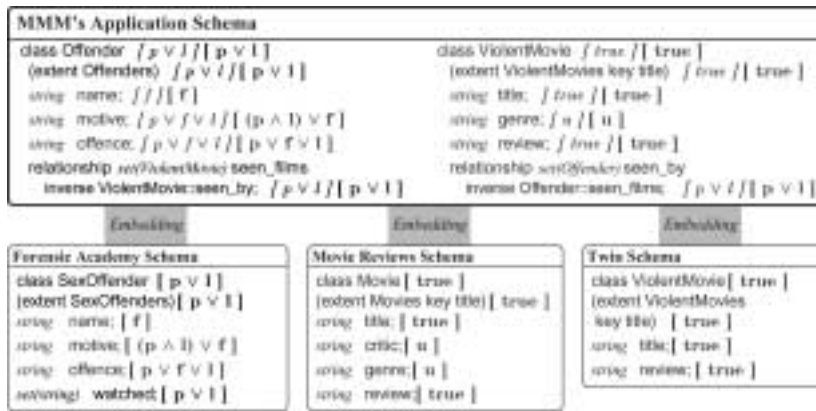 MMM's Application Schema
class Offender [ p ∨ l ] [ p ∨ l ]
(extent Offenders) [ p ∨ l ] [ p ∨ l ]
string name; [ f ] [ f ]
motive; [ p ∨ f ∨ l ] [ (p ∧ l) ∨ f ]
string offence; [ p ∨ f ∨ l ] [ p ∨ f ∨ l ]
relationship set(ViolentMovie) seen_films
inverse ViolentMovie::seen_by; [ p ∨ l ] [ p ∨ l ]
class ViolentMovie [ true ] [ true ]
(extent ViolentMovies key title) [ true ] [ true ]
string title; [ true ] [ true ]
string genre; [ u ] [ u ]
string review; [ true ] [ true ]
relationship set(Offender) seen_by
inverse Offender::seen_films; [ p ∨ l ] [ p ∨ l ]
Embedding
Embedding
Embedding
Forensic Academy Schema
class SexOffender [ p ∨ l ]
(extent SexOffenders) [ p ∨ l ]
string name; [ f ]
string motive; [ (p ∧ l) ∨ f ]
string offence; [ p ∨ f ∨ l ]
set(string) watched; [ p ∨ l ]
Movie Reviews Schema
class Movie [ true ]
(extent Movies key title) [ true ]
string title; [ true ]
string critic; [ u ]
string genre; [ u ]
string review; [ true ]
Twin Schema
class ViolentMovie [ true ]
(extent ViolentMovies
key title) [ true ]
string title; [ true ]
string review; [ true ]